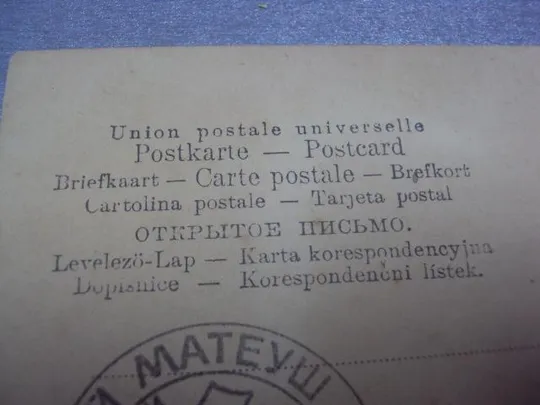 Union postale universelle
Postkarte — Postcard
Briefkaart — Carte postale — Brefkort
Cartolina postale — Tarjeta postal
ОТКРЫТОЕ ПИСЬМО.
Levelező-Lap — Karta korespondencyjna
Dopisnice — Korespondenční lístek.
МАТЕУШ